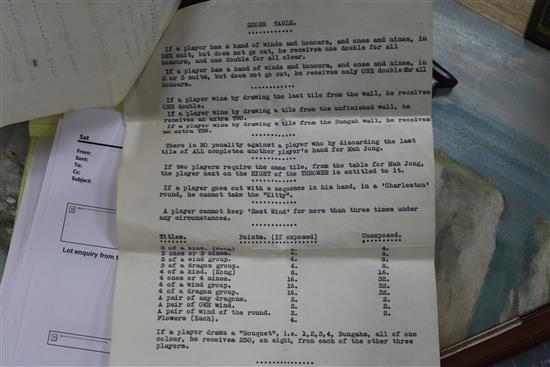 SCORE TABLE.
If a player has a hand of winds and honours, and ones and nines, in
ONE suit, but does not go out, he receives one double for all
honours, and one double for all clear.
If a player has a hand of winds and honours, and ones and nines, in
2 or 3 suits, but does not go out, he receives only ONE double for all
honours.
If a player wins by drawing the last tile from the wall, he receives
ONE double.
If a player wins by drawing a tile from the unfinished wall, he
receives an extra TWO.
If a player wins by drawing a tile from the Bungah wall, he receives
an extra TEN.
There is NO penalty against a player who by discarding the last
tile of ALL completes another player's hand for Mah Jong.
If two players require the same tile, from the table for Mah Jong,
the player next on the RIGHT of the THROWER is entitled to it.
If a player goes out with a sequence in his hand, in a 'Charleston'
round, he cannot take the "Kitty".
A player cannot keep 'East Wind' for more than three times under
any circumstances.
Titles. Points. (If exposed) Unexposed.
3 of a kind. (Pung) 2. 4.
3 ones or 3 nines. 4. 8.
3 of a wind group. 4. 8.
3 of a dragon group. 4. 8.
4 of a kind. (Kong) 8. 16.
4 ones or 4 nines. 16. 32.
4 of a wind group. 16. 32.
4 of a dragon group. 16. 32.
A pair of any dragons. 2. 2.
A pair of OWN wind. 2. 2.
A pair of wind of the round. 2. 2.
Flowers (Each). 4.
If a player draws a "Bouquet", i.e. 1,2,3,4, Bungahs, all of one
colour, he receives 250, on sight, from each of the other three
players.
Sat
From:
Sent:
To:
Cc:
Subject:
Lot enquiry from